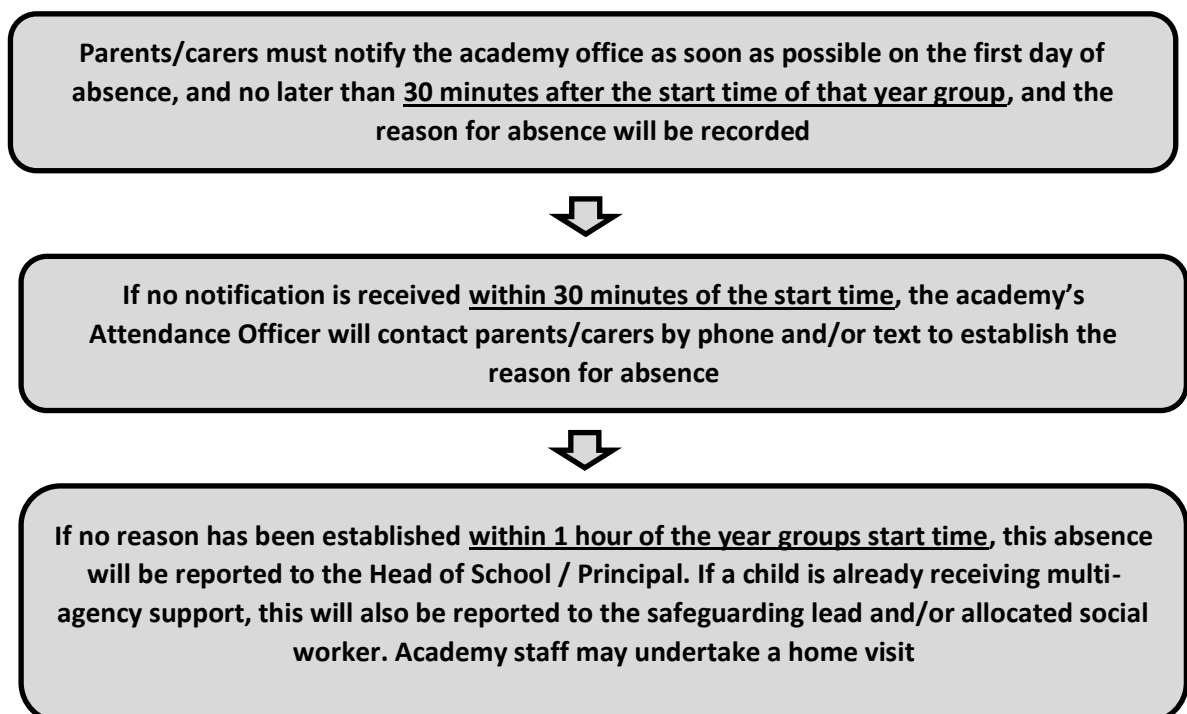 Parents/carers must notify the academy office as soon as possible on the first day of
absence, and no later than 30 minutes after the start time of that year group, and the
reason for absence will be recorded
If no notification is received within 30 minutes of the start time, the academy’s
Attendance Officer will contact parents/carers by phone and/or text to establish the
reason for absence
If no reason has been established within 1 hour of the year groups start time, this absence
will be reported to the Head of School / Principal. If a child is already receiving multi-
agency support, this will also be reported to the safeguarding lead and/or allocated social
worker. Academy staff may undertake a home visit